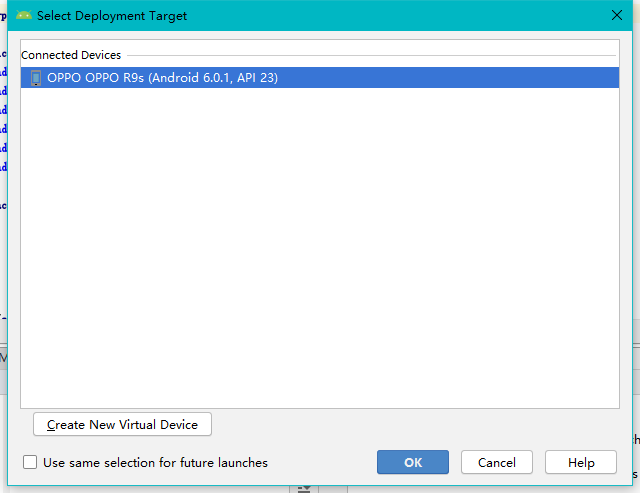 Select Deployment Target
Connected Devices
OPPO OPPO R9s (Android 6.0.1, API 23)
Create New Virtual Device
Use same selection for future launches
OK
Cancel
Help